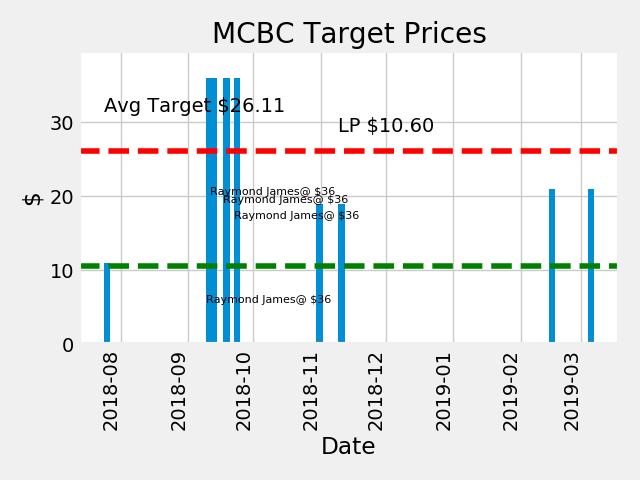 MCBC Target Prices
Avg Target $26.11
LP $10.60
30
Raymond James@ $36
Raymond James@ $36
20
Raymond James@ $36
$
10
Raymond James@ $36
0
2018-08
2018-09
2018-10
2018-11
2018-12
2019-01
2019-02
2019-03
Date